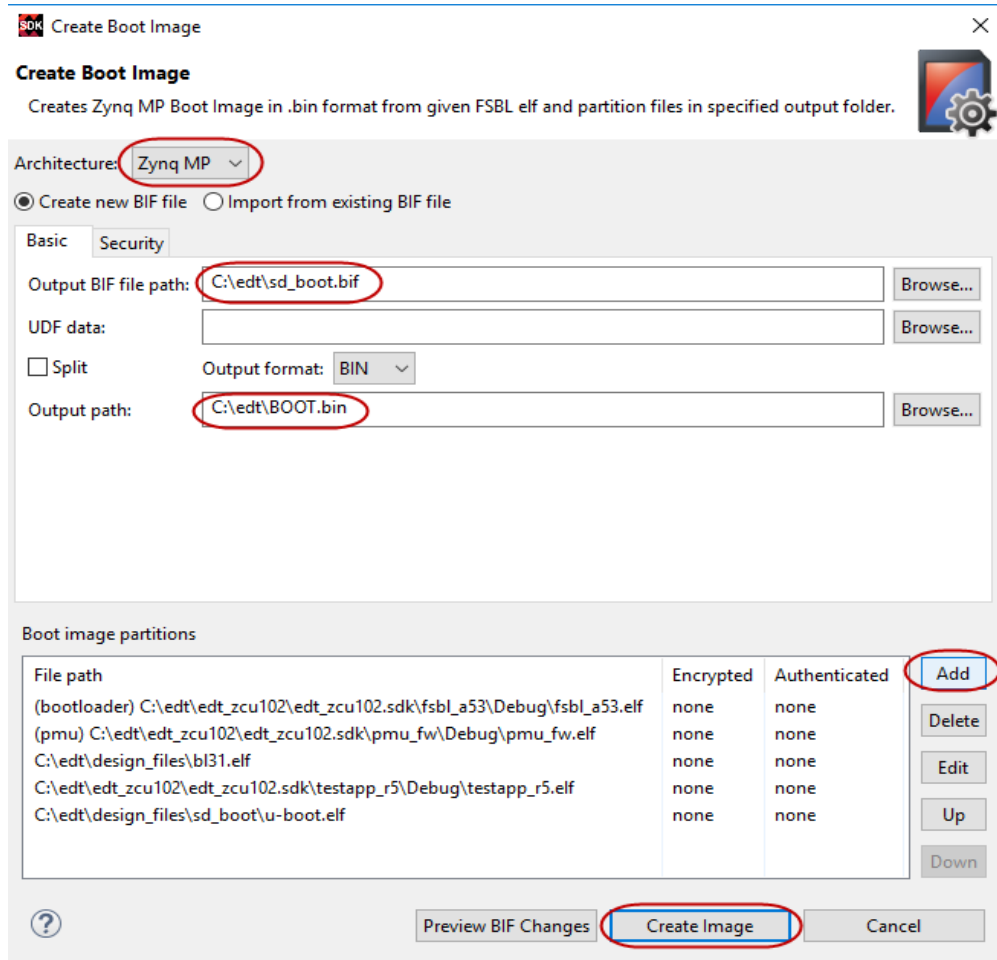 SDK Create Boot Image
Create Boot Image
Creates Zynq MP Boot Image in .bin format from given FSBL elf and partition files in specified output folder.
Architecture: Zynq MP
Create new BIF file Import from existing BIF file
Basic Security
Output BIF file path: C:\edt\sd_boot.bif Browse...
UDF data: Browse...
Split Output format: BIN
Output path: C:\edt\BOOT.bin Browse...
Boot image partitions
File path Encrypted Authenticated Add
(bootloader) C:\edt\edt_zcu102\edt_zcu102.sdk\fsbl_a53\Debug\fsbl_a53.elf none none
Delete
(pmu) C:\edt\edt_zcu102\edt_zcu102.sdk\pmu_fw\Debug\pmu_fw.elf none none
C:\edt\design_files\bl31.elf none none
Edit
C:\edt\edt_zcu102\edt_zcu102.sdk\testapp_r5\Debug\testapp_r5.elf none none
C:\edt\design_files\sd_boot\u-boot.elf none none Up
Down
? Preview BIF Changes Create Image Cancel